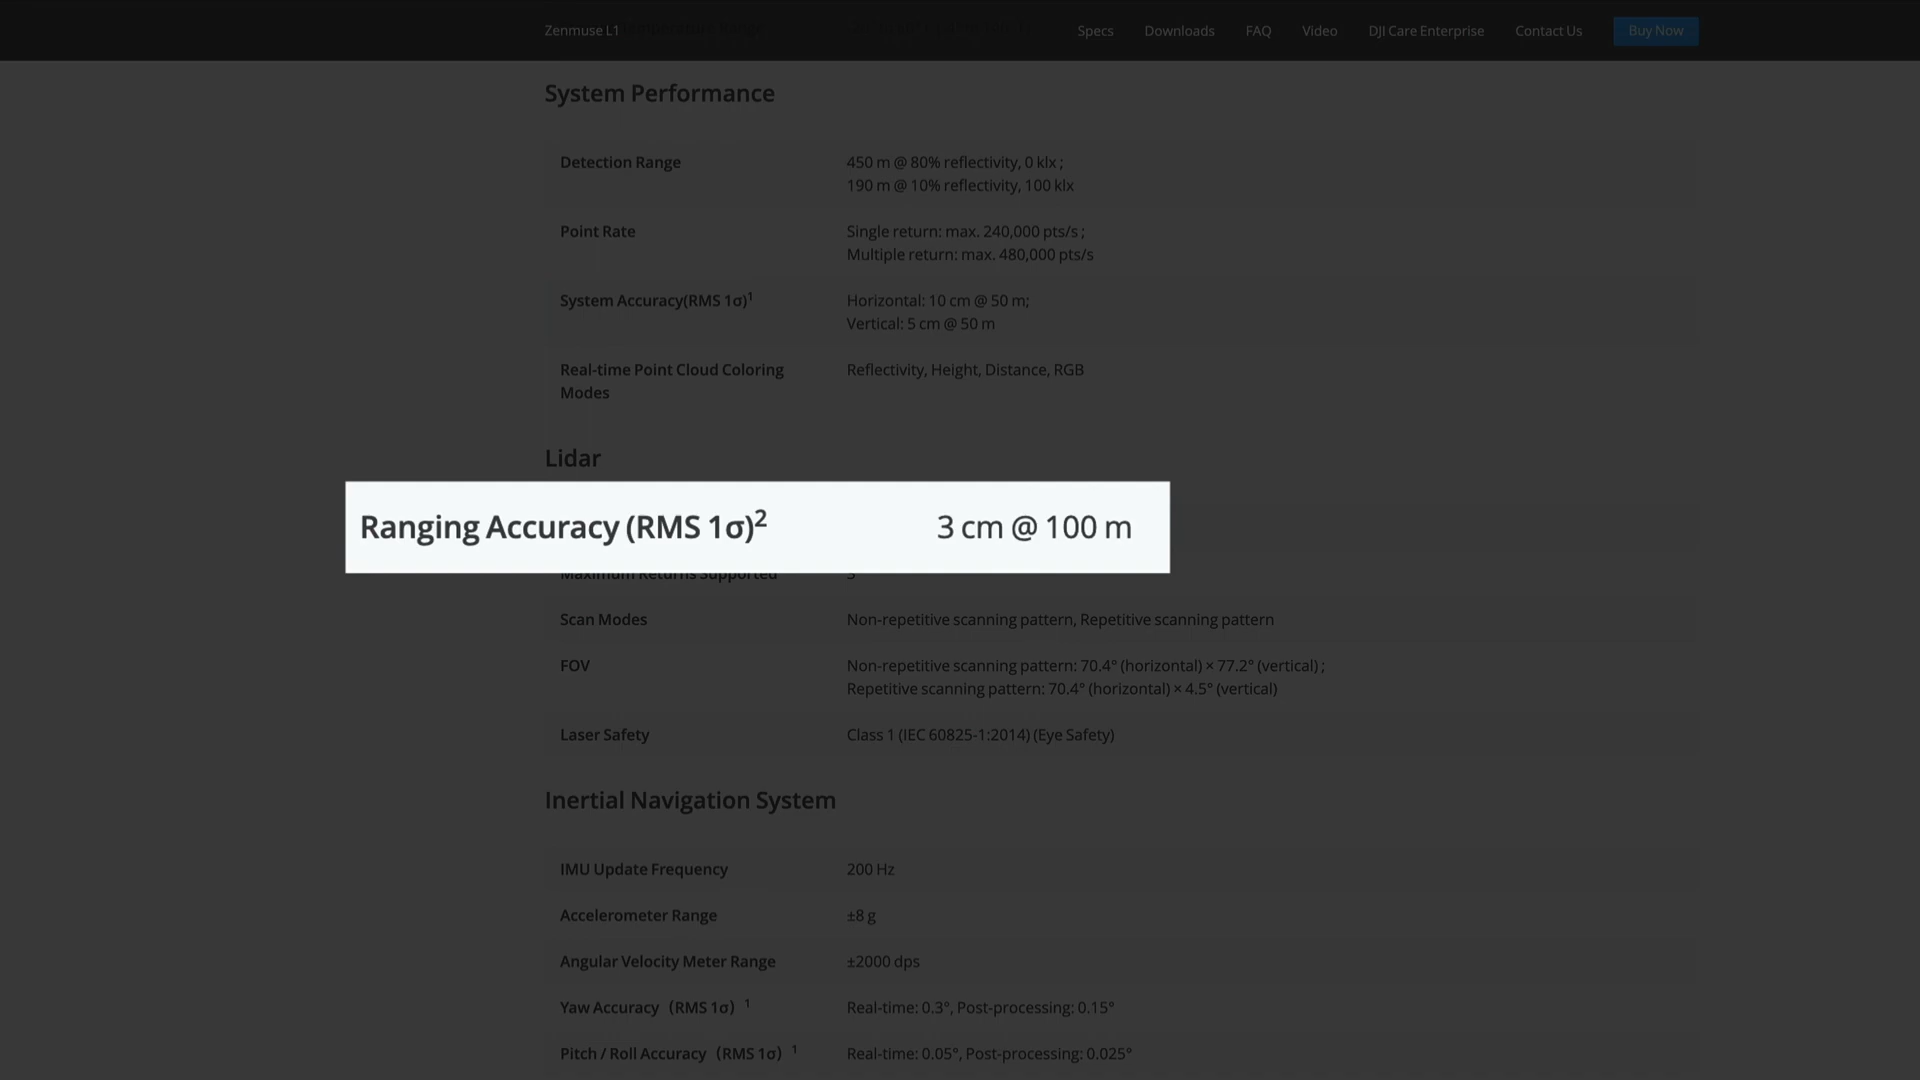 Zenmuse L1
Specs
Downloads
FAQ
Video
DJI Care Enterprise
Contact Us
Buy Now
System Performance
Detection Range
450 m @ 80% reflectivity, 0 klx ;
190 m @ 10% reflectivity, 100 klx
Point Rate
Single return: max. 240,000 pts/s ;
Multiple return: max. 480,000 pts/s
System Accuracy(RMS 1σ)¹
Horizontal: 10 cm @ 50 m;
Vertical: 5 cm @ 50 m
Real-time Point Cloud Coloring
Modes
Reflectivity, Height, Distance, RGB
Lidar
Ranging Accuracy (RMS 1σ)²
3 cm @ 100 m
Maximum Returns Supported
3
Scan Modes
Non-repetitive scanning pattern, Repetitive scanning pattern
FOV
Non-repetitive scanning pattern: 70.4° (horizontal) × 77.2° (vertical) ;
Repetitive scanning pattern: 70.4° (horizontal) × 4.5° (vertical)
Laser Safety
Class 1 (IEC 60825-1:2014) (Eye Safety)
Inertial Navigation System
IMU Update Frequency
200 Hz
Accelerometer Range
±8 g
Angular Velocity Meter Range
±2000 dps
Yaw Accuracy（RMS 1σ）¹
Real-time: 0.3°, Post-processing: 0.15°
Pitch / Roll Accuracy（RMS 1σ）¹
Real-time: 0.05°, Post-processing: 0.025°